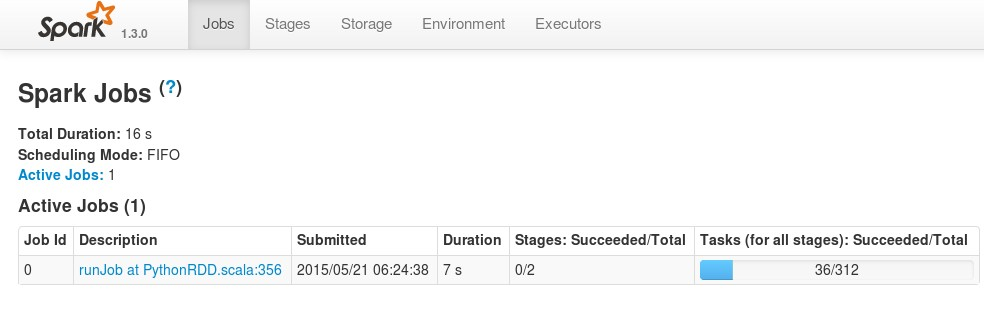 Spark 1.3.0 Jobs Stages Storage Environment Executors
Spark Jobs (?)
Total Duration: 16 s
Scheduling Mode: FIFO
Active Jobs: 1
Active Jobs (1)
Job Id Description Submitted Duration Stages: Succeeded/Total Tasks (for all stages): Succeeded/Total
0 runJob at PythonRDD.scala:356 2015/05/21 06:24:38 7 s 0/2 36/312